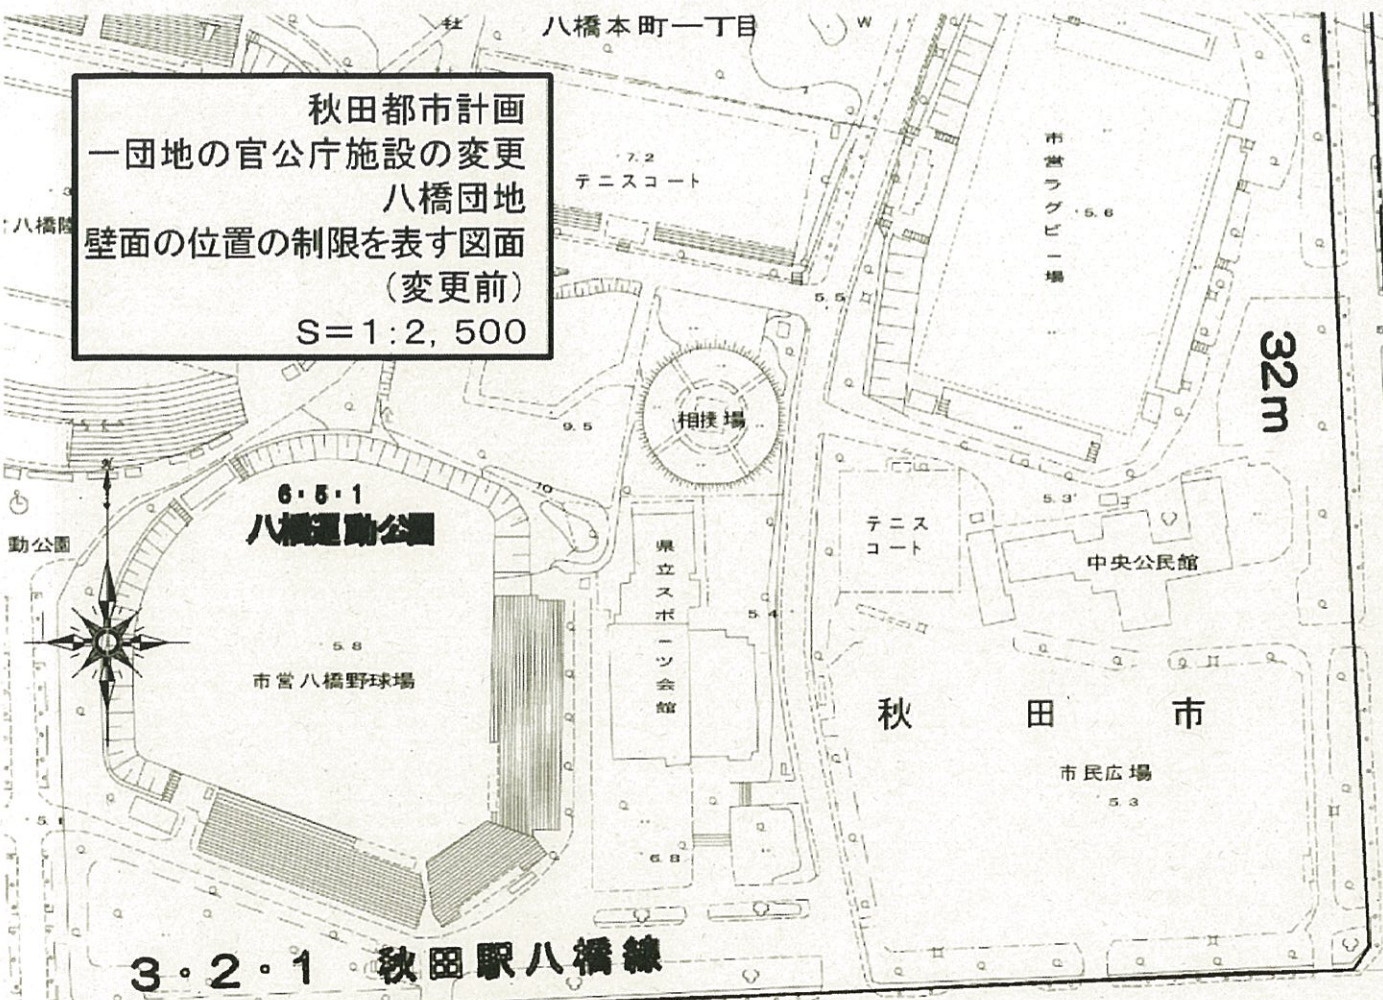 社
八橋本町一丁目
W
秋田都市計画
一団地の官公庁施設の変更
八橋団地
壁面の位置の制限を表す図面
(変更前)
S=1:2,500
7.2
テニスコート
市営ラグビー場
5.6
八橋陸
5.5
32m
相撲場
9.5
10
6・5・1
八橋運動公園
動公園
5.3
テニス
コート
中央公民館
県立スポーツ会館
5.4
5.8
市営八橋野球場
秋田市
市民広場
5.3
5.1
6.8
3・2・1 秋田駅八橋線